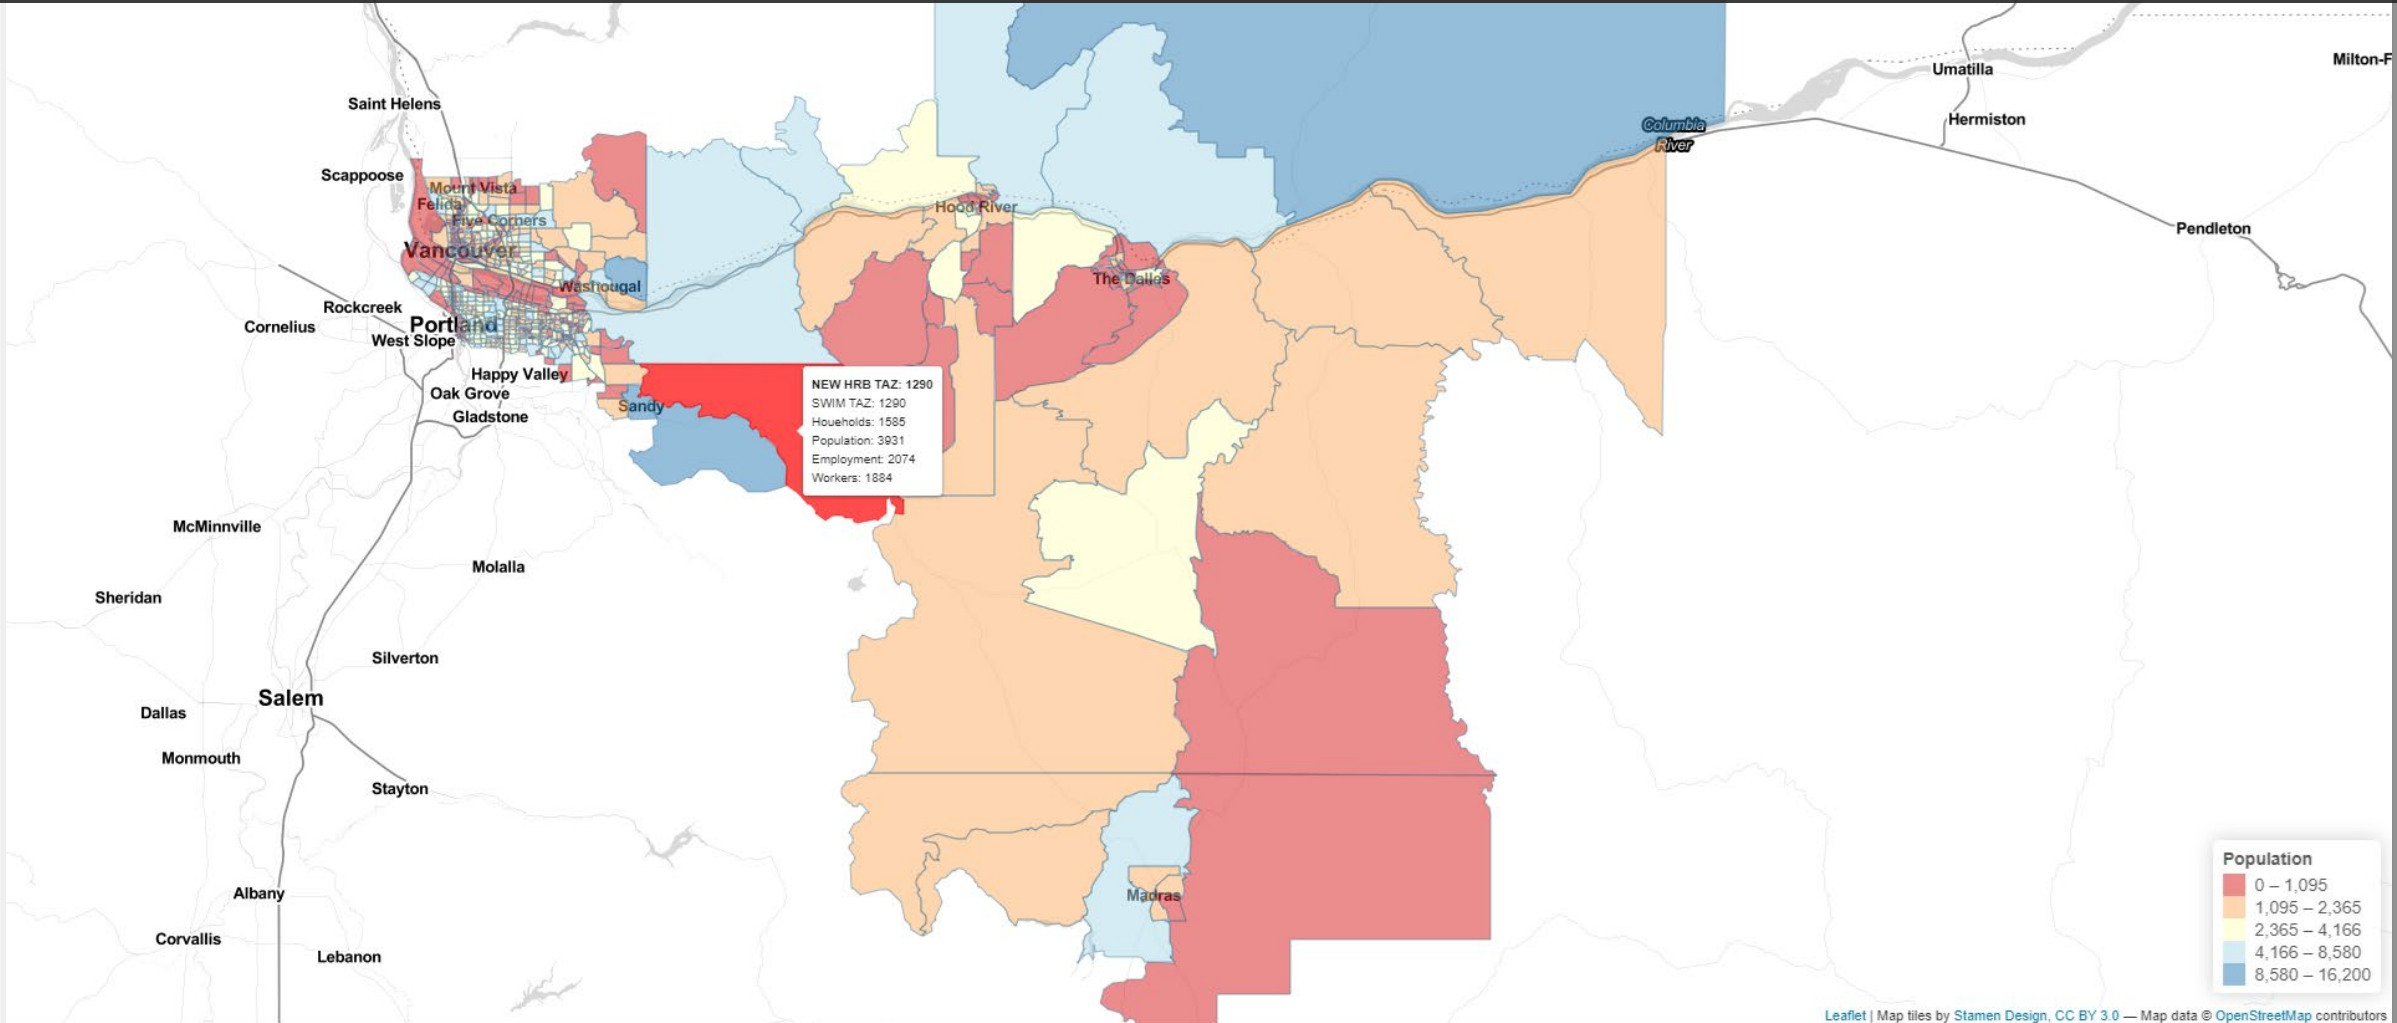 Milton-F
Umatilla
Saint Helens
Hermiston
Columbia
River
Scappoose
Mount Vista
Felida
Hood River
Five Corners
Pendleton
Vancouver
The Dalles
Washougal
Rockcreek
Cornelius
Portland
West Slope
Happy Valley
Oak Grove
Sandy
Gladstone
NEW HRB TAZ: 1290
SWIM TAZ: 1290
Houeholds: 1585
Population: 3931
Employment: 2074
Workers: 1884
McMinnville
Molalla
Sheridan
Silverton
Salem
Dallas
Monmouth
Stayton
Albany
Madras
Corvallis
Lebanon
Population
0 – 1,095
1,095 – 2,365
2,365 – 4,166
4,166 – 8,580
8,580 – 16,200
Leaflet | Map tiles by Stamen Design, CC BY 3.0 — Map data © OpenStreetMap contributors